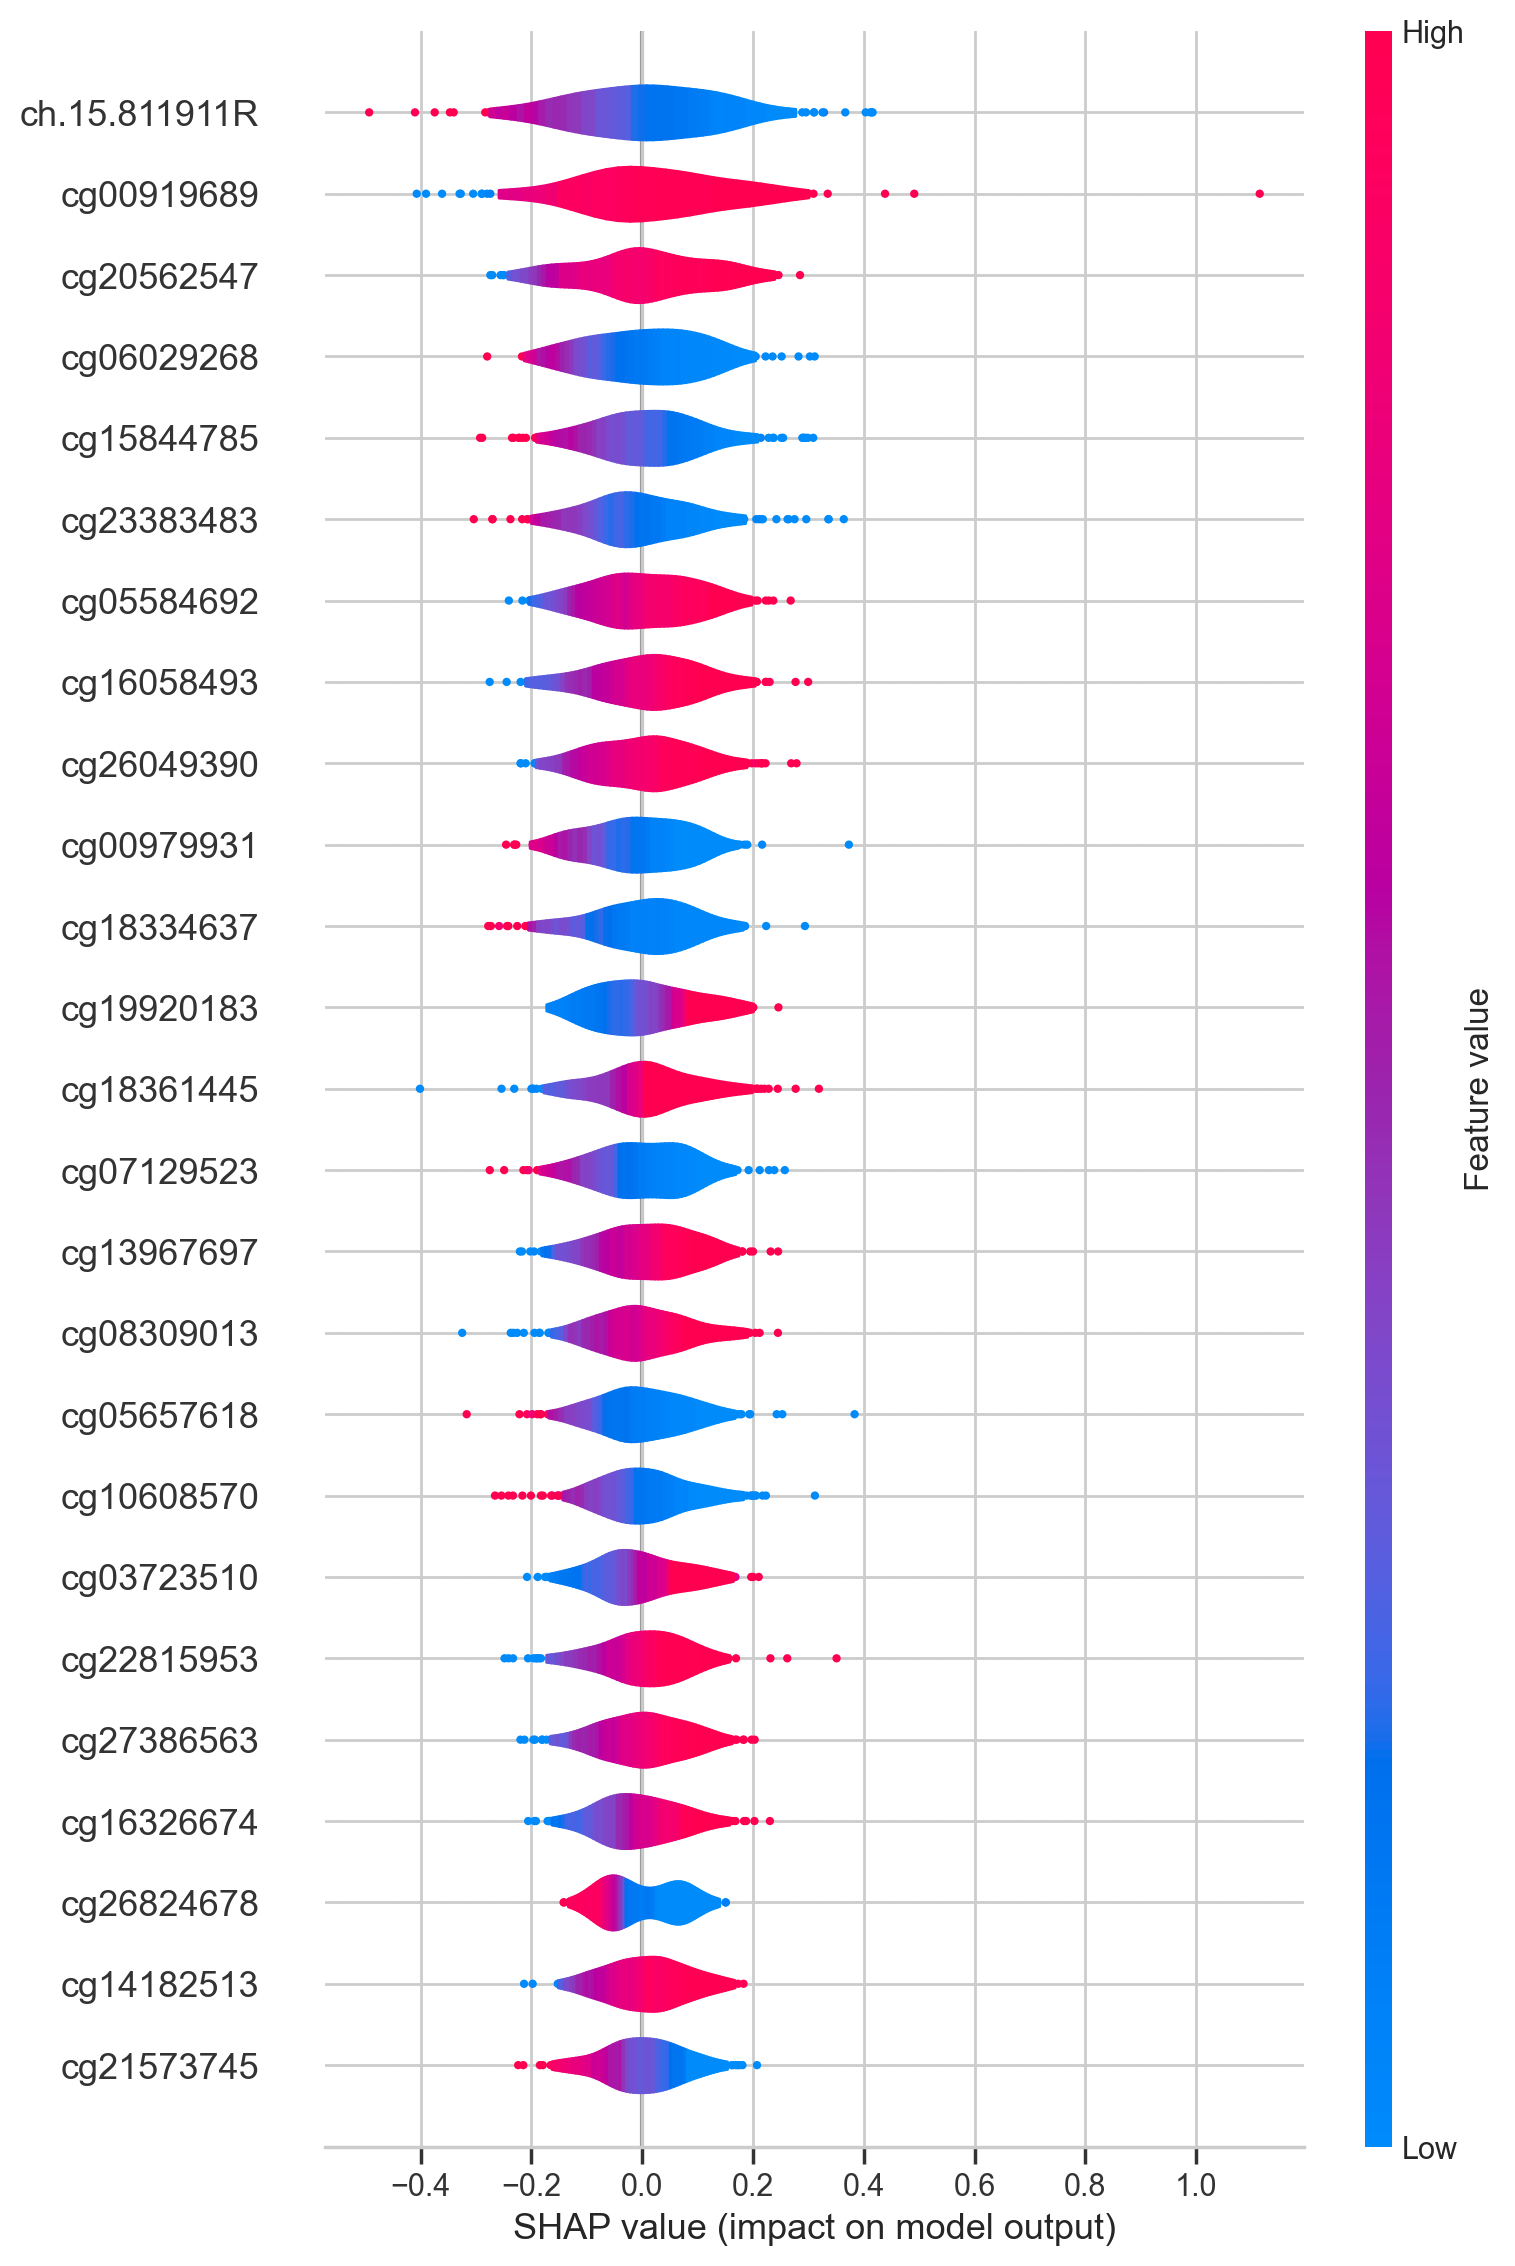 High
ch.15.811911R
cg00919689
cg20562547
cg06029268
cg15844785
cg23383483
cg05584692
cg16058493
cg26049390
cg00979931
cg18334637
cg19920183
cg18361445
cg07129523
cg13967697
cg08309013
cg05657618
cg10608570
cg03723510
cg22815953
cg27386563
cg16326674
cg26824678
cg14182513
cg21573745
Feature value
Low
−0.4 −0.2 0.0 0.2 0.4 0.6 0.8 1.0
SHAP value (impact on model output)